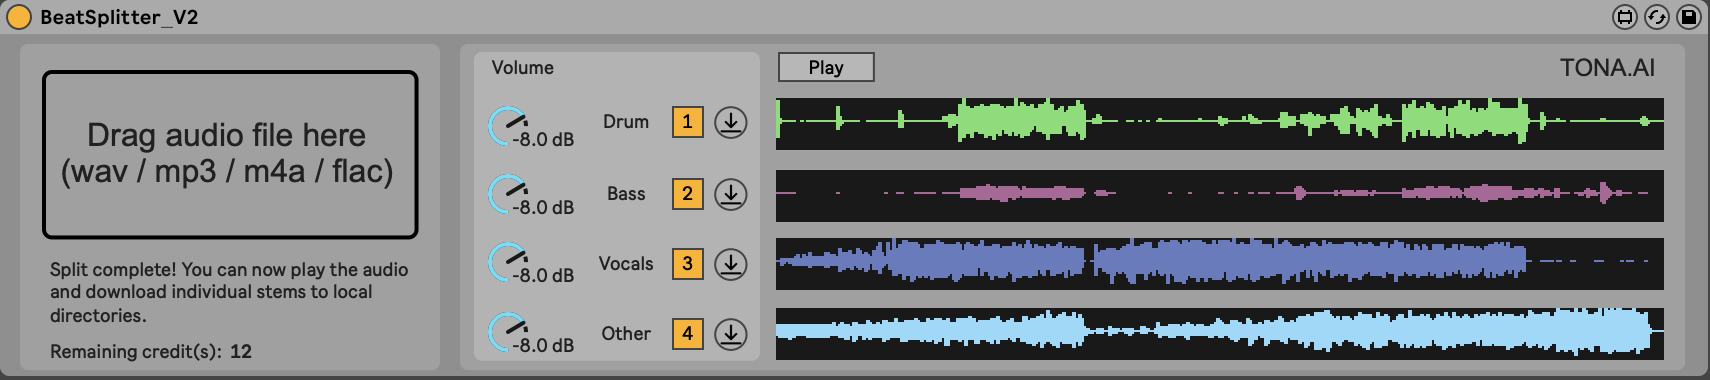 BeatSplitter_V2
Drag audio file here
(wav / mp3 / m4a / flac)
Split complete! You can now play the audio
and download individual stems to local
directories.
Remaining credit(s): 12
Volume
-8.0 dB Drum 1
-8.0 dB Bass 2
-8.0 dB Vocals 3
-8.0 dB Other 4
Play
TONA.AI